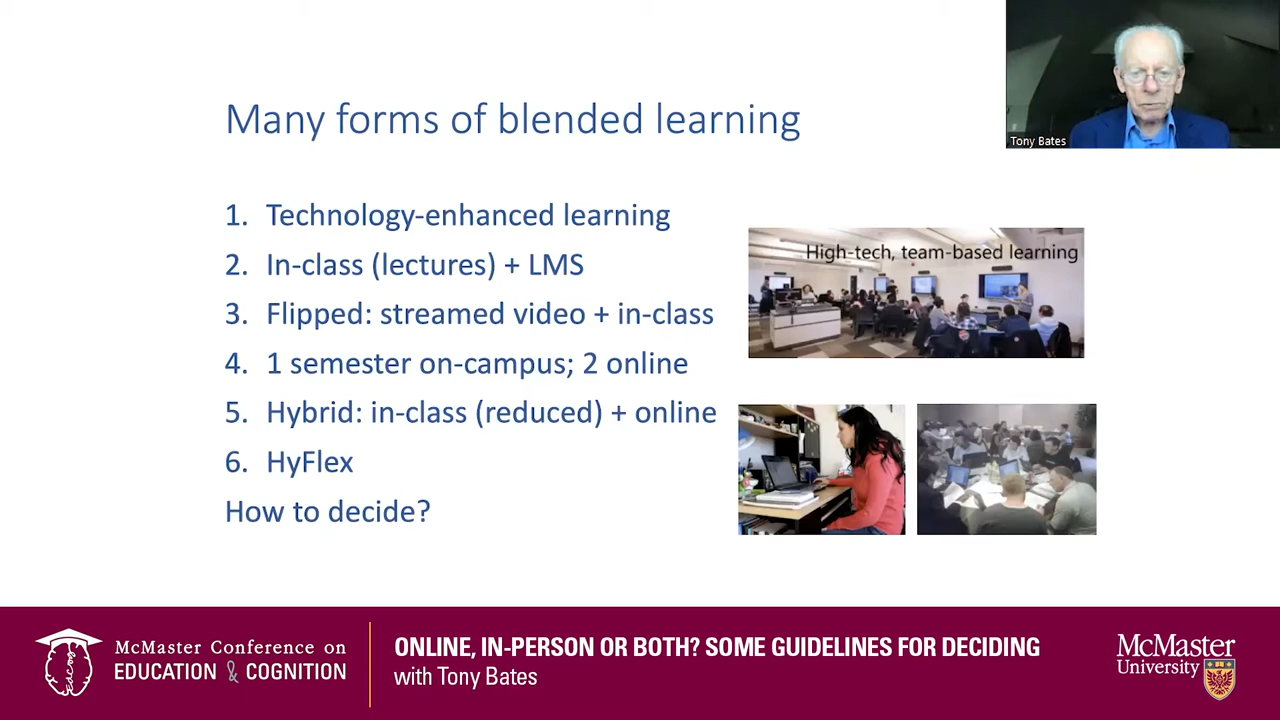 Many forms of blended learning
Tony Bates
1. Technology-enhanced learning
2. In-class (lectures) + LMS
3. Flipped: streamed video + in-class
4. 1 semester on-campus; 2 online
5. Hybrid: in-class (reduced) + online
6. HyFlex
How to decide?
High-tech, team-based learning
McMaster Conference on
EDUCATION & COGNITION
ONLINE, IN-PERSON OR BOTH? SOME GUIDELINES FOR DECIDING
with Tony Bates
McMaster
University